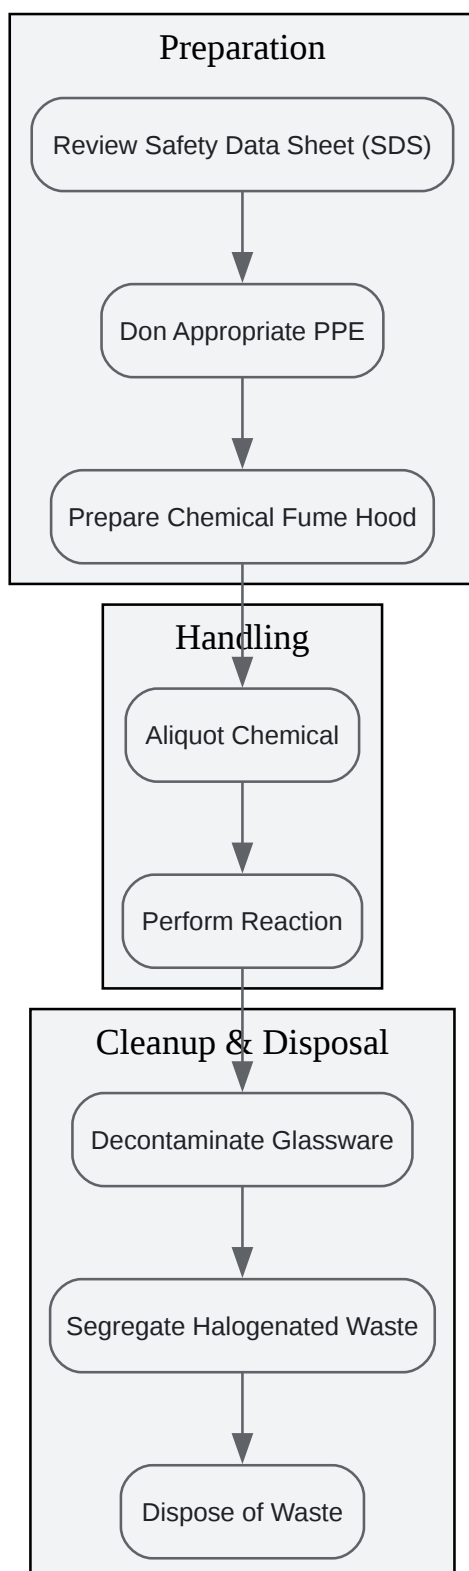 Preparation
Review Safety Data Sheet (SDS)
Don Appropriate PPE
Prepare Chemical Fume Hood
Handling
Aliquot Chemical
Perform Reaction
Cleanup & Disposal
Decontaminate Glassware
Segregate Halogenated Waste
Dispose of Waste